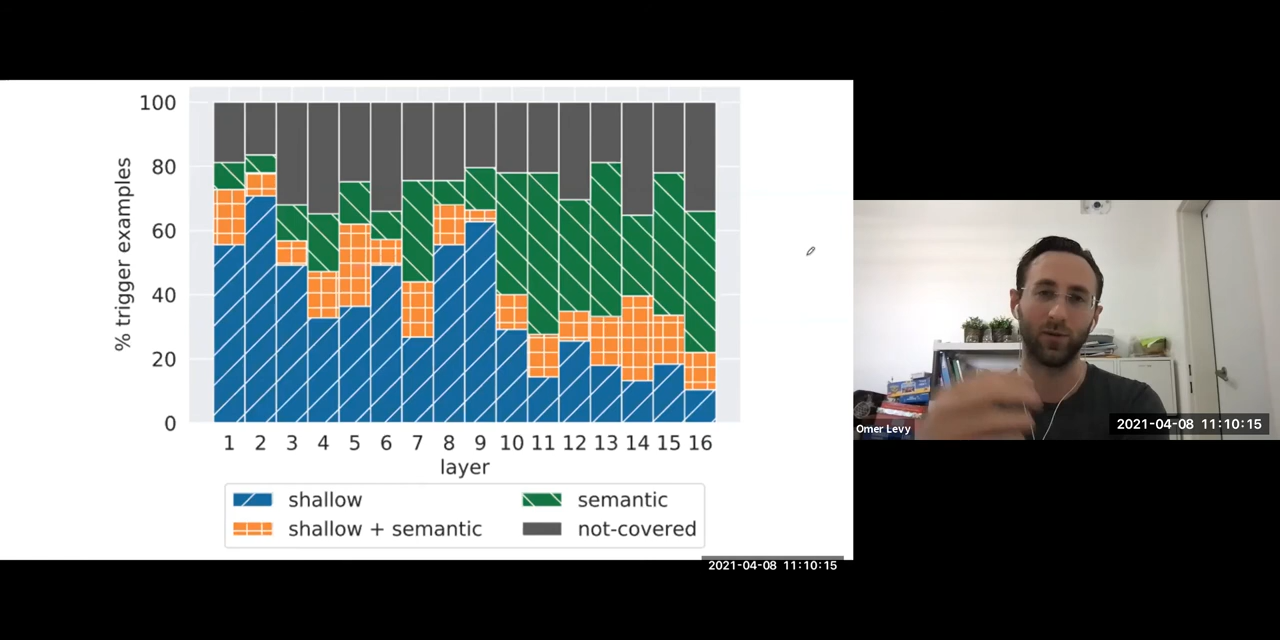 100
80
60
40
20
0
% trigger examples
1 2 3 4 5 6 7 8 9 10 11 12 13 14 15 16
layer
shallow
semantic
shallow + semantic
not-covered
2021-04-08 11:10:15
Omer Levy
2021-04-08 11:10:15